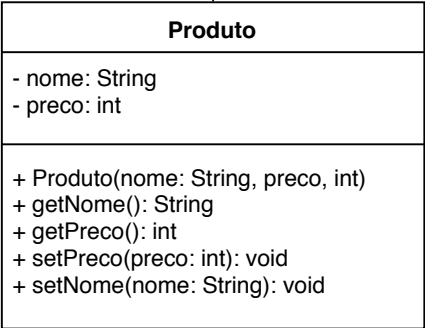 Produto
- nome: String
- preco: int
+ Produto(nome: String, preco, int)
+ getNome(): String
+ getPreco(): int
+ setPreco(preco: int): void
+ setNome(nome: String): void